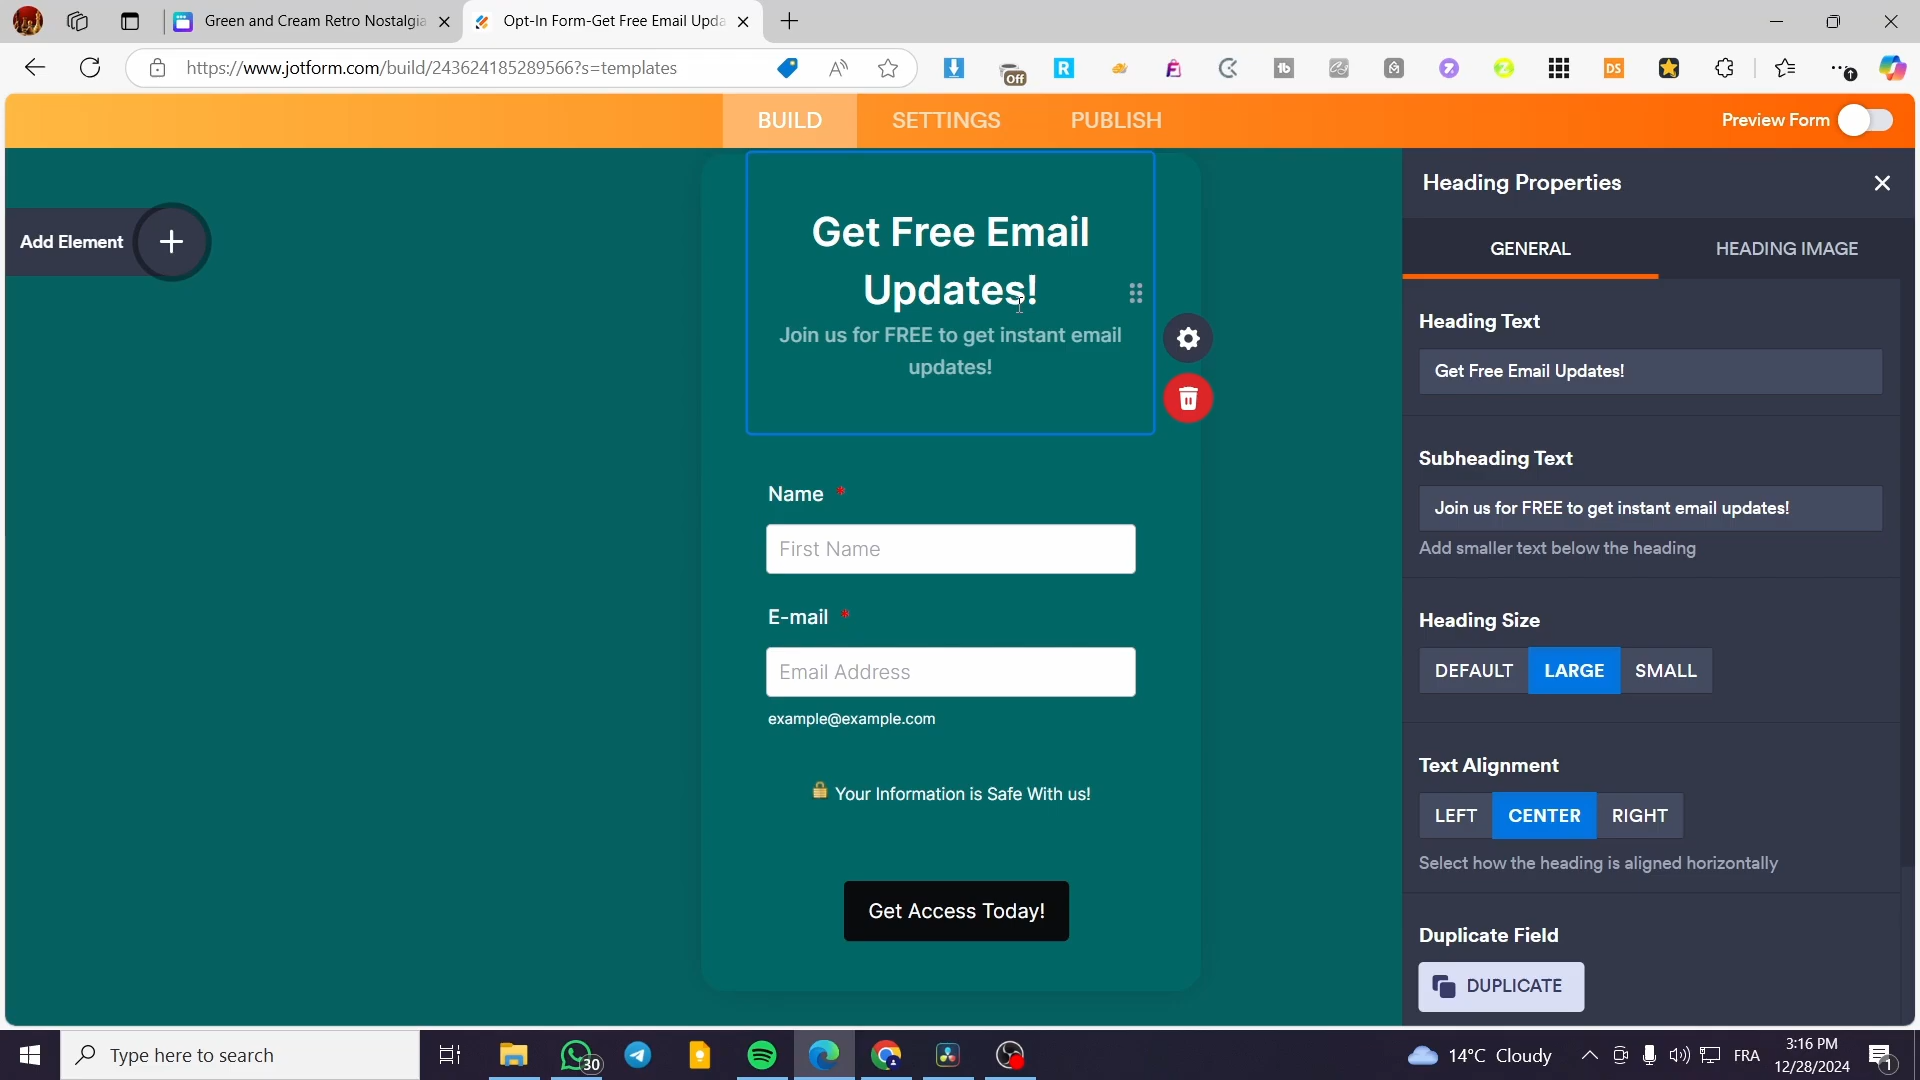 Green and Cream Retro Nostalgia
Opt-In Form-Get Free Email Upda
https://www.jotform.com/build/243624185289566?s=templates
Off
R
tb
DS
BUILD
SETTINGS
PUBLISH
Preview Form
Add Element
Get Free Email
Updates!
Join us for FREE to get instant email
updates!
Name *
First Name
E-mail *
Email Address
example@example.com
Your Information is Safe With us!
Get Access Today!
Heading Properties
GENERAL
HEADING IMAGE
Heading Text
Get Free Email Updates!
Subheading Text
Join us for FREE to get instant email updates!
Add smaller text below the heading
Heading Size
DEFAULT LARGE SMALL
Text Alignment
LEFT CENTER RIGHT
Select how the heading is aligned horizontally
Duplicate Field
DUPLICATE
Type here to search
30
14°C Cloudy
FRA
3:16 PM
12/28/2024
1